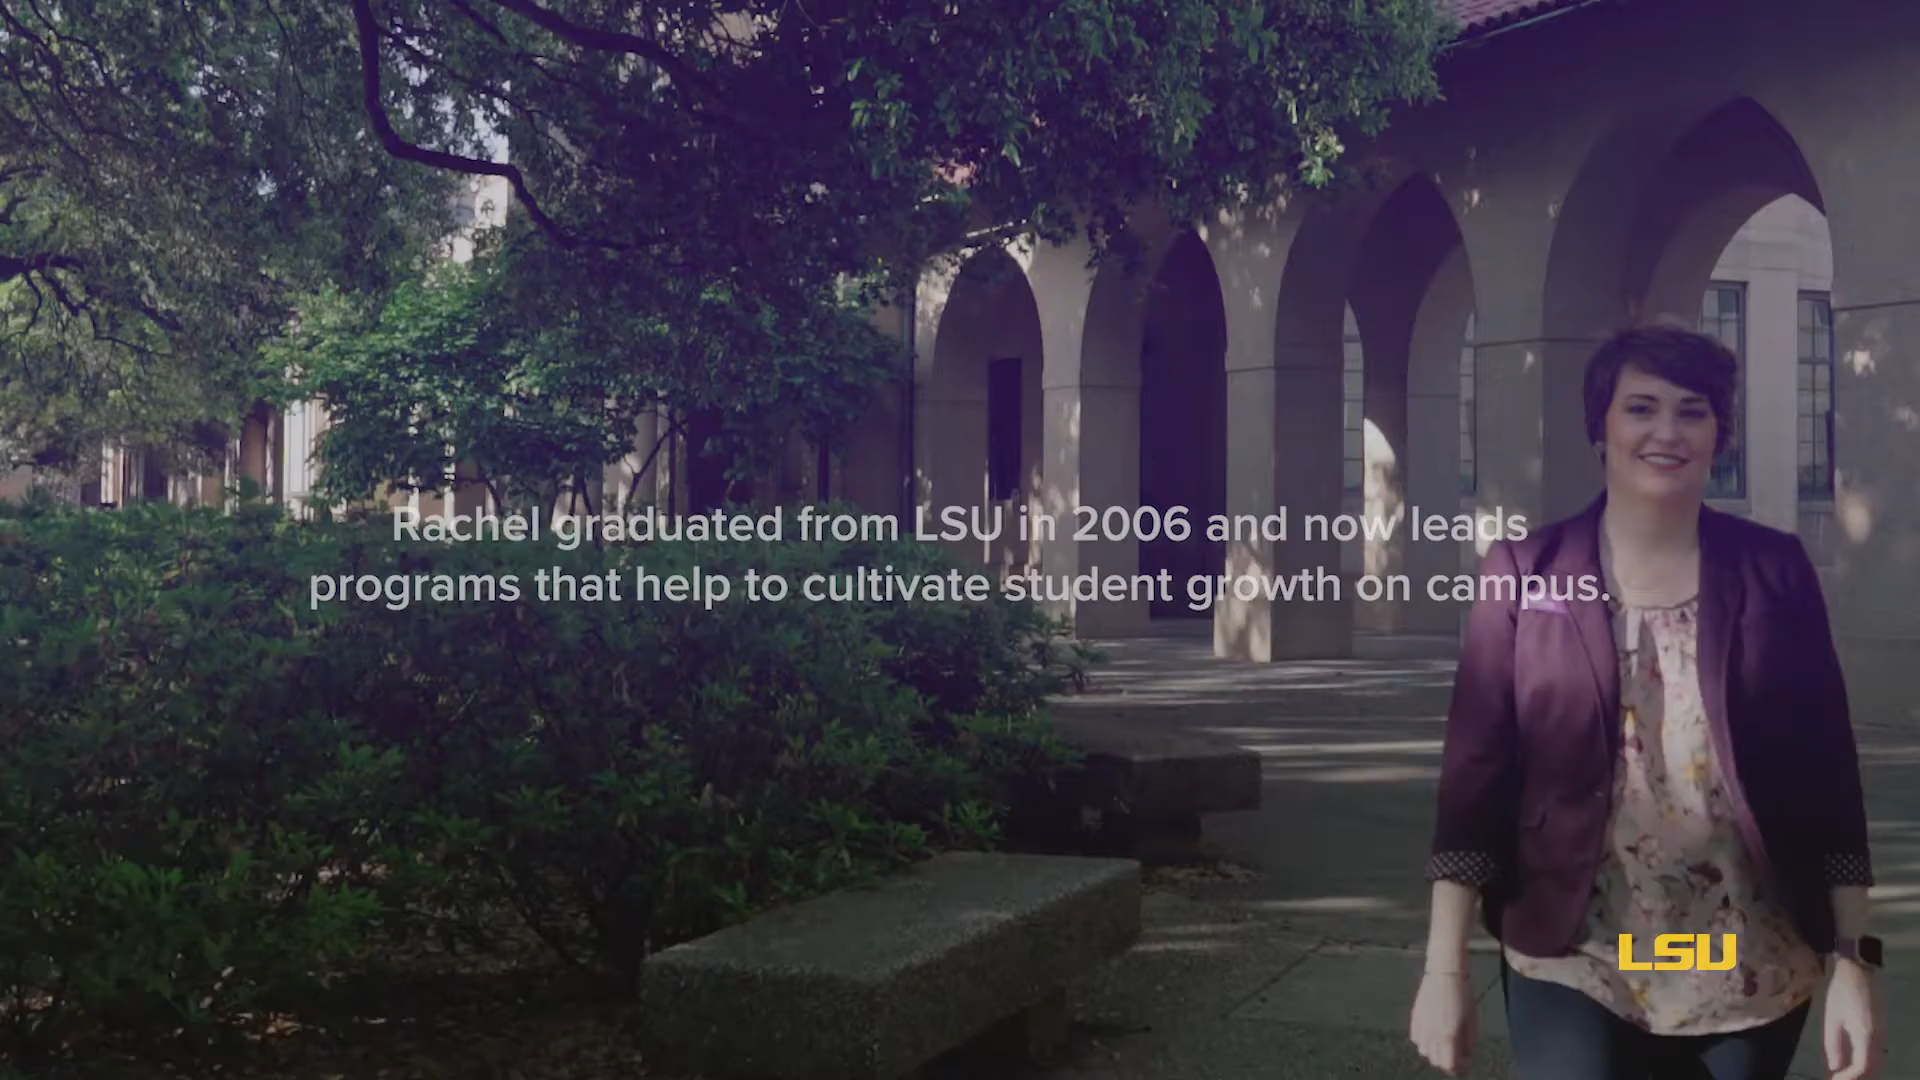 Rachel graduated from LSU in 2006 and now leads
programs that help to cultivate student growth on campus.
LSU